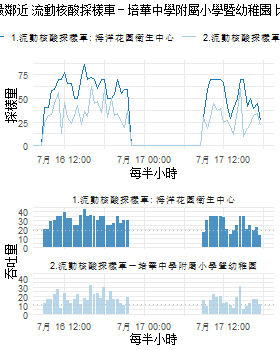 鄰近 流動核酸採樣車 – 培華中學附屬小學暨幼稚園
1.流動核酸採樣車: 海洋花園衛生中心
2.流動核酸採樣車
採樣量
75
50
25
0
7月 16 12:00
7月 17 00:00
7月 17 12:00
每半小時
1.流動核酸採樣車: 海洋花園衛生中心
吞吐量
40
30
20
10
0
2.流動核酸採樣車－培華中學附屬小學暨幼稚園
40
30
20
10
0
7月 16 12:00
7月 17 00:00
7月 17 12:00
每半小時